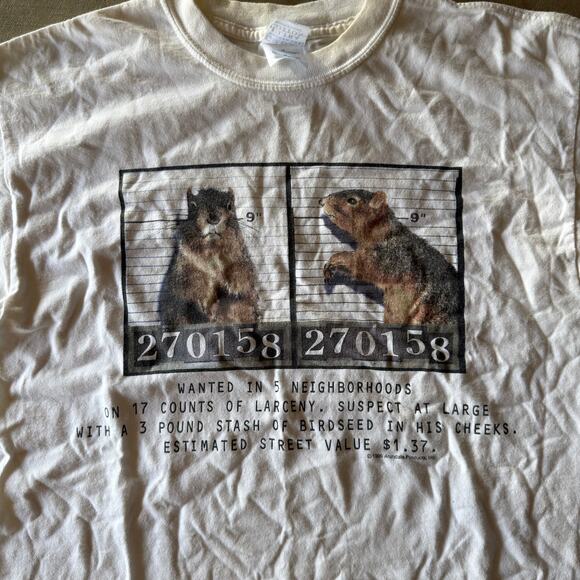 9" 9"
270158 270158
WANTED IN 5 NEIGHBORHOODS
ON 17 COUNTS OF LARCENY. SUSPECT AT LARGE
WITH A 3 POUND STASH OF BIRDSEED IN HIS CHEEKS.
ESTIMATED STREET VALUE $1.37.